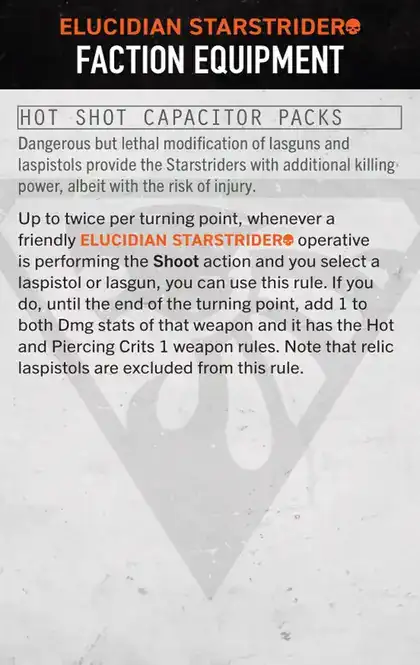 ELUCIDIAN STARSTRIDER
FACTION EQUIPMENT
HOT SHOT CAPACITOR PACKS
Dangerous but lethal modification of lasguns and
laspistols provide the Starstriders with additional killing
power, albeit with the risk of injury.
Up to twice per turning point, whenever a
friendly ELUCIDIAN STARSTRIDER operative
is performing the Shoot action and you select a
laspistol or lasgun, you can use this rule. If you
do, until the end of the turning point, add 1 to
both Dmg stats of that weapon and it has the Hot
and Piercing Crits 1 weapon rules. Note that relic
laspistols are excluded from this rule.